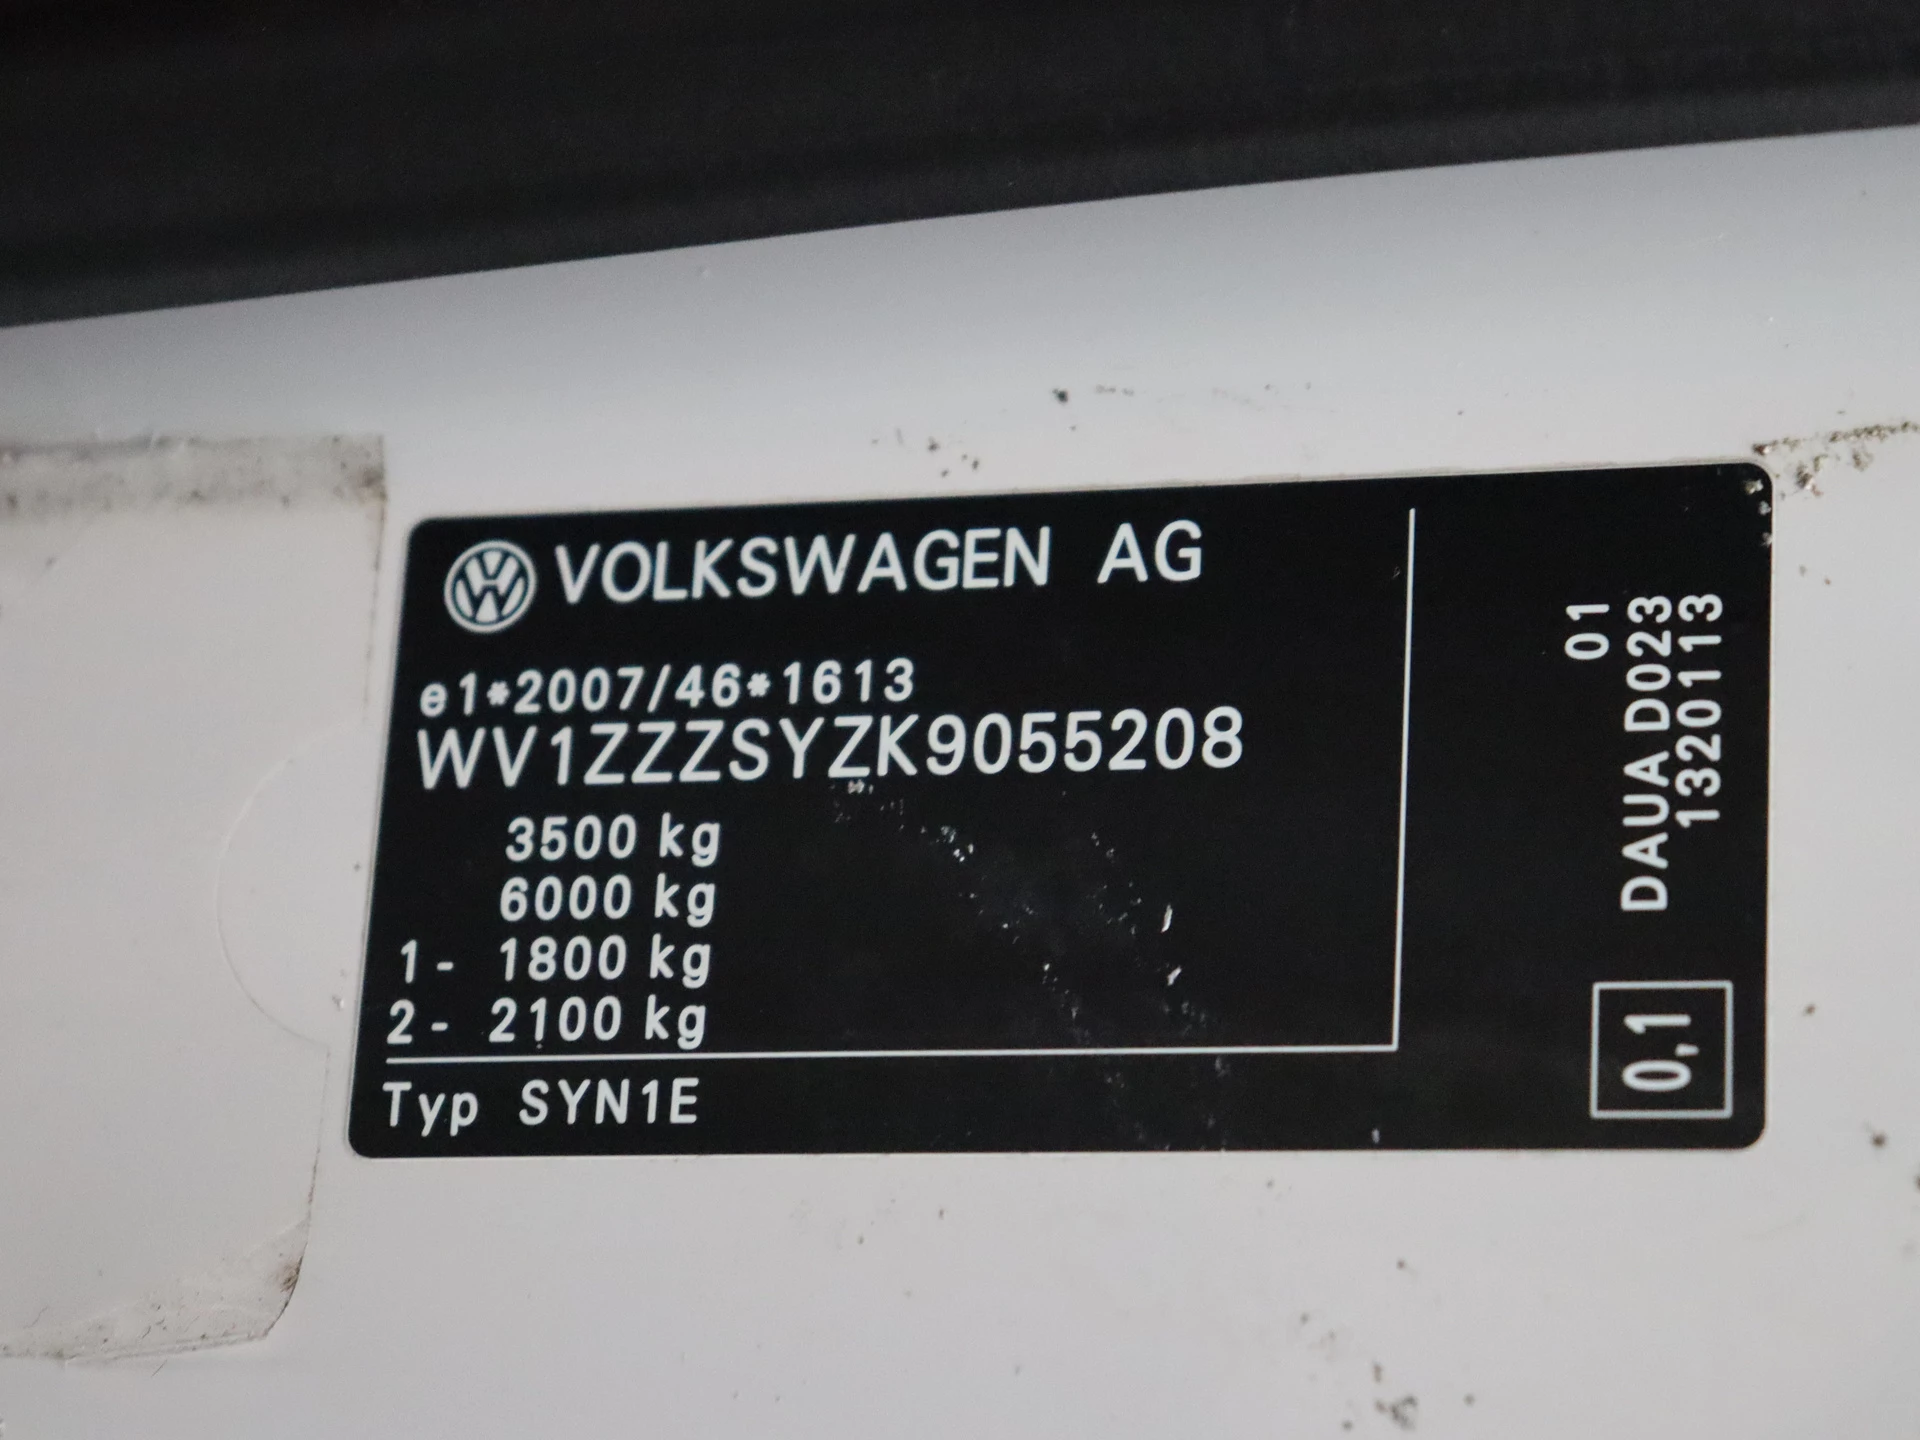 VOLKSWAGEN AG
e1*2007/46*1613
WV1ZZZSYZK9055208
3500 kg
6000 kg
1- 1800 kg
2- 2100 kg
Typ SYN1E
01
DAUA D023
1320113
0,1